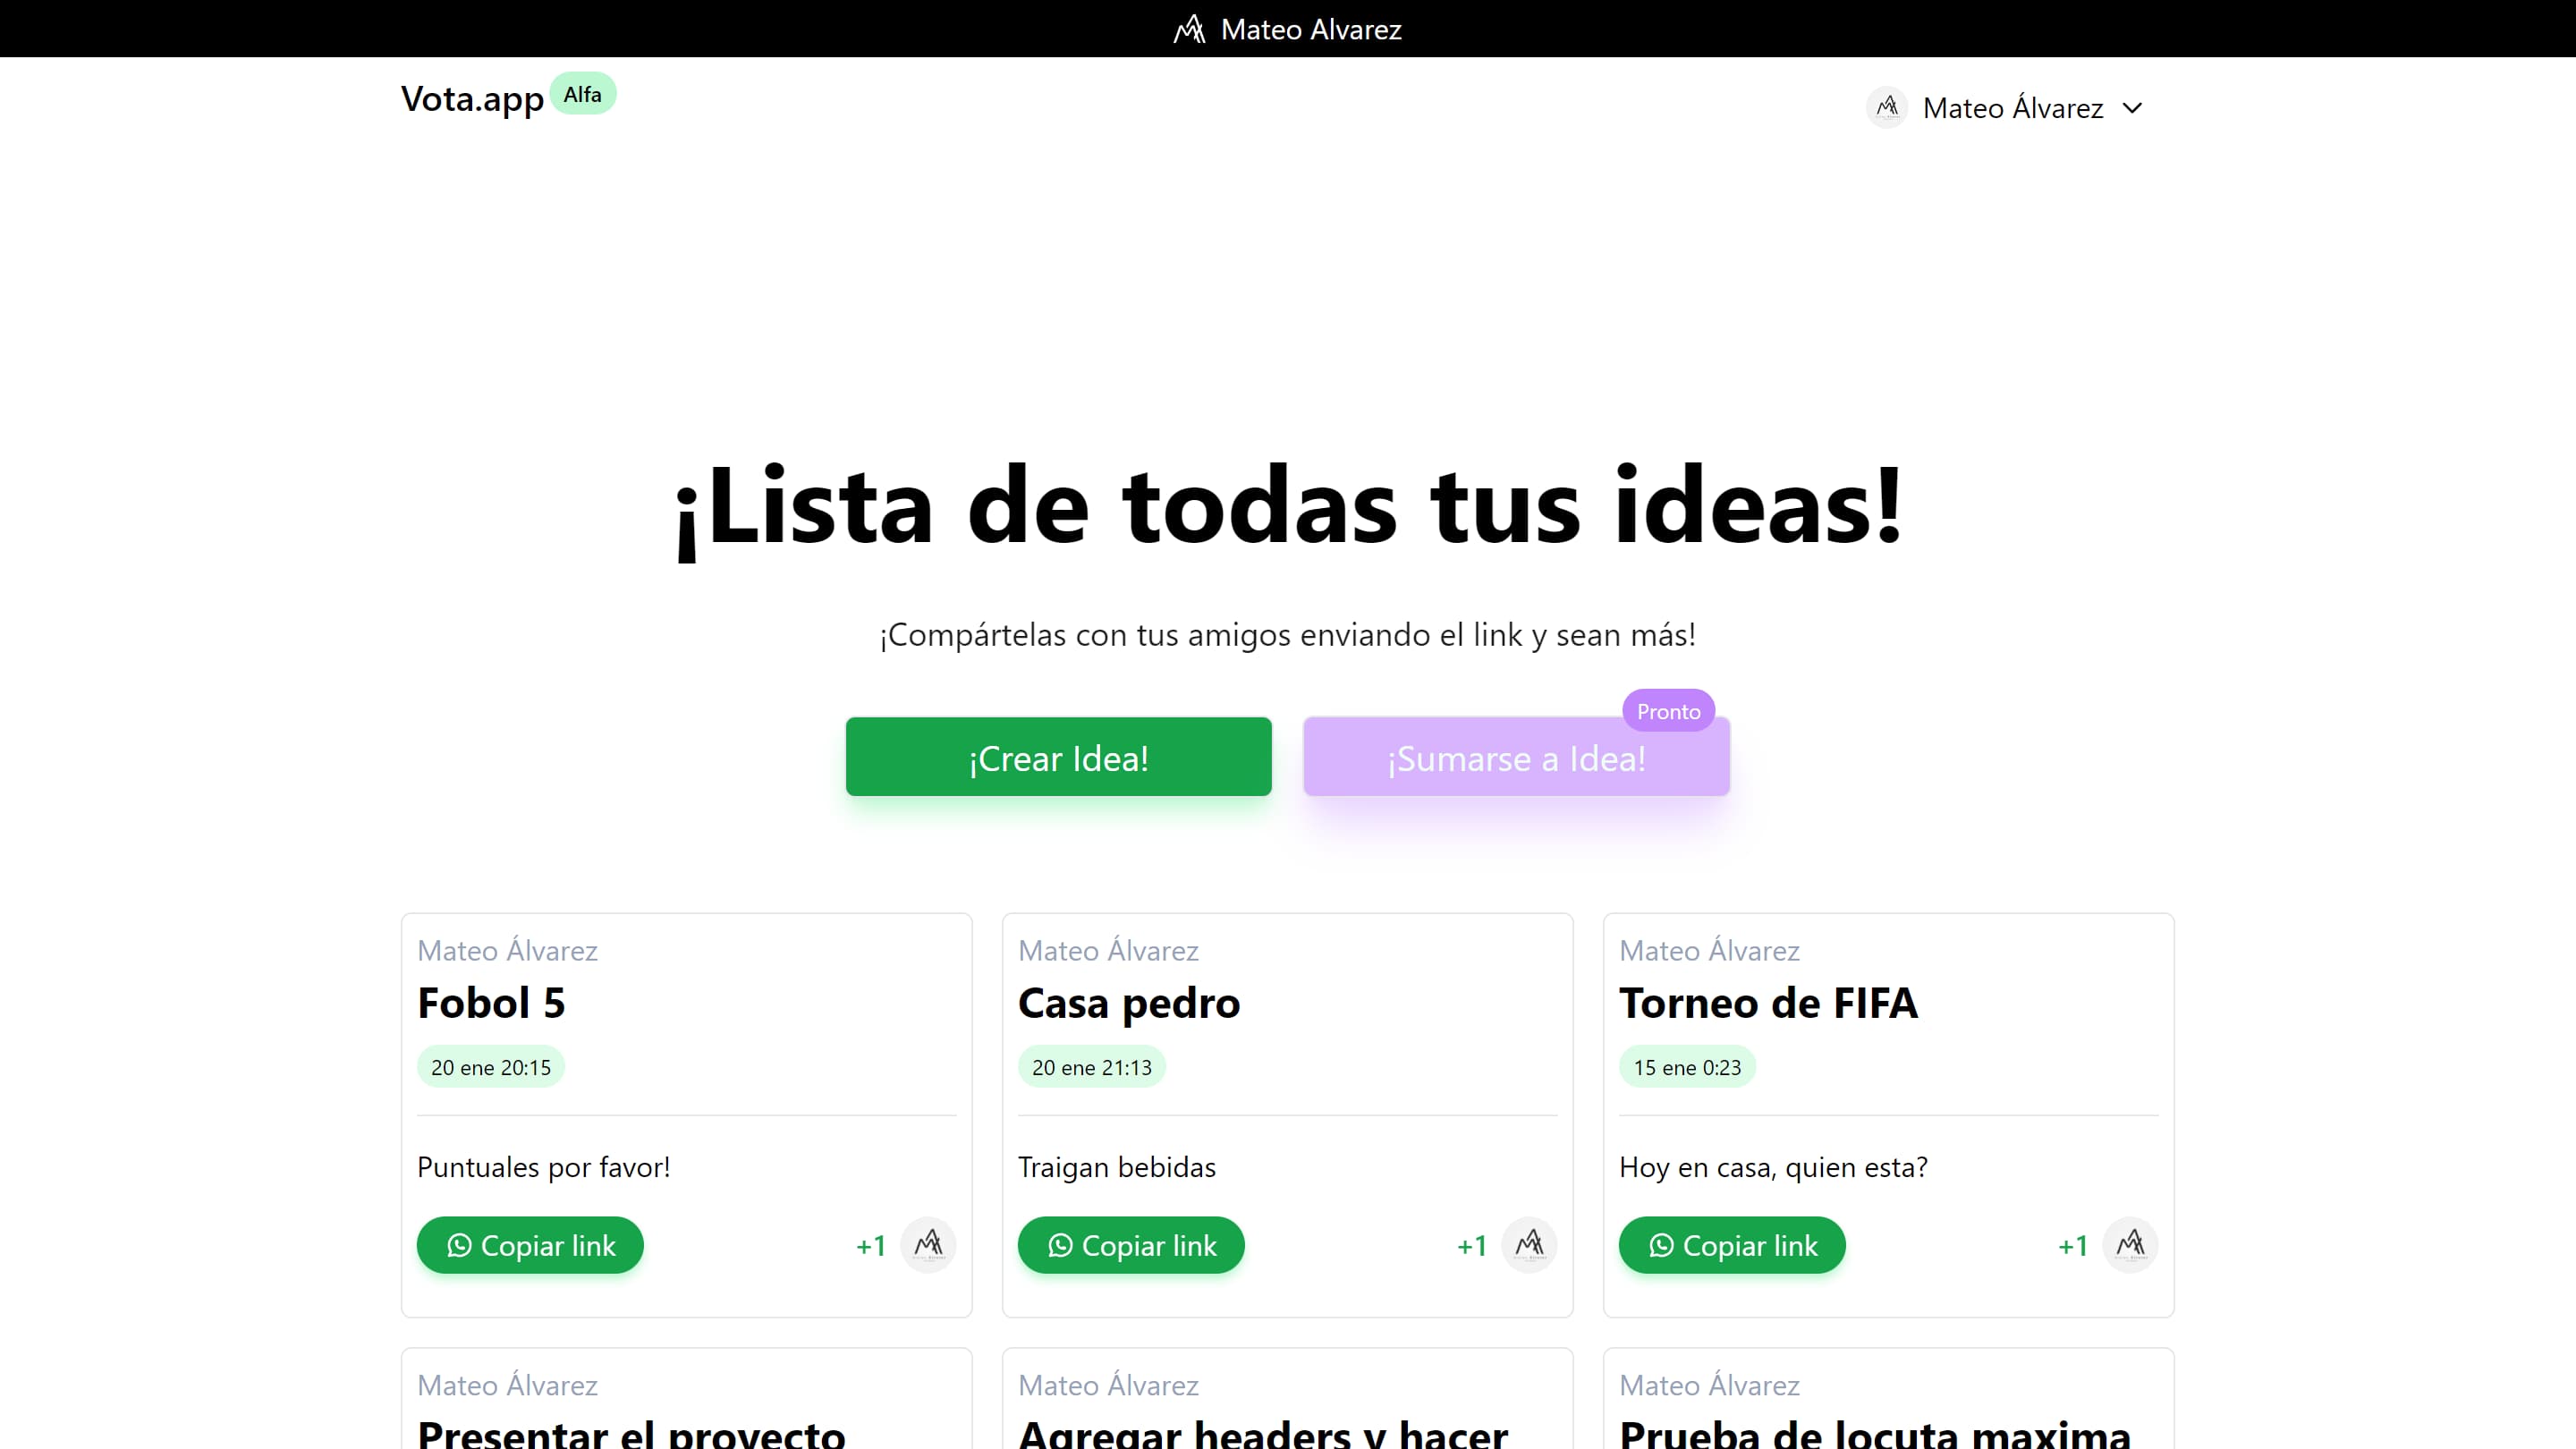 Mateo Alvarez
Vota.app Alfa
Mateo Álvarez
¡Lista de todas tus ideas!
¡Compártelas con tus amigos enviando el link y sean más!
Pronto
¡Crear Idea! ¡Sumarse a Idea!
Mateo Álvarez
Fobol 5
20 ene 20:15
Puntuales por favor!
Copiar link +1
Mateo Álvarez
Casa pedro
20 ene 21:13
Traigan bebidas
Copiar link +1
Mateo Álvarez
Torneo de FIFA
15 ene 0:23
Hoy en casa, quien esta?
Copiar link +1
Mateo Álvarez
Presentar el proyecto
Mateo Álvarez
Agregar headers y hacer
Mateo Álvarez
Prueba de locuta maxima